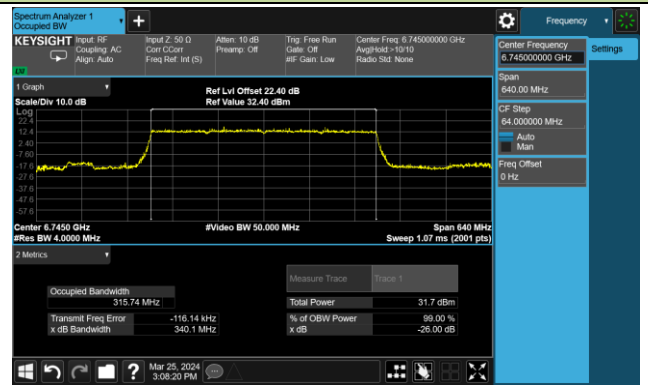 Spectrum Analyzer 1
Occupied BW
Frequency
KEYSIGHT
Input: RF
Coupling: AC
Align: Auto
Input Z: 50 Ω
Corr CCorr
Freq Ref: Int (S)
Atten: 10 dB
Preamp: Off
Trig: Free Run
Gate: Off
#IF Gain: Low
Center Freq: 6.745000000 GHz
Avg|Hold:>10/10
Radio Std: None
Center Frequency
6.745000000 GHz
Settings
Span
640.00 MHz
CF Step
64.000000 MHz
Auto
Man
Freq Offset
0 Hz
1 Graph
Scale/Div 10.0 dB
Ref Lvl Offset 22.40 dB
Ref Value 32.40 dBm
Log
22.4
12.4
2.40
-7.60
-17.6
-27.6
-37.6
-47.6
-57.6
Center 6.7450 GHz
#Res BW 4.0000 MHz
#Video BW 50.000 MHz
Span 640 MHz
Sweep 1.07 ms (2001 pts)
2 Metrics
Measure Trace
Trace 1
Occupied Bandwidth
315.74 MHz
Total Power
31.7 dBm
Transmit Freq Error
-116.14 kHz
% of OBW Power
99.00 %
x dB Bandwidth
340.1 MHz
x dB
-26.00 dB
Mar 25, 2024
3:08:20 PM